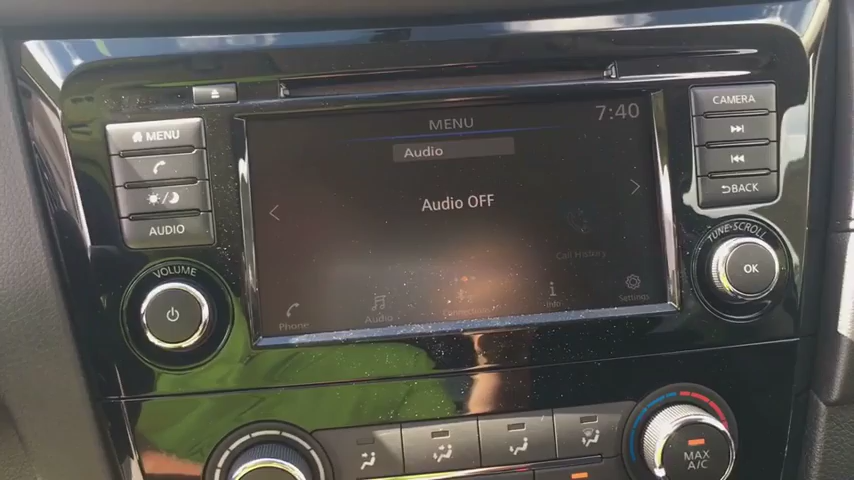 MENU
7:40
CAMERA
MENU
Audio
Audio OFF
BACK
AUDIO
Call History
TUNE·SCROLL
VOLUME
OK
Phone
Audio
Connections
Info
Settings
MAX
A/C